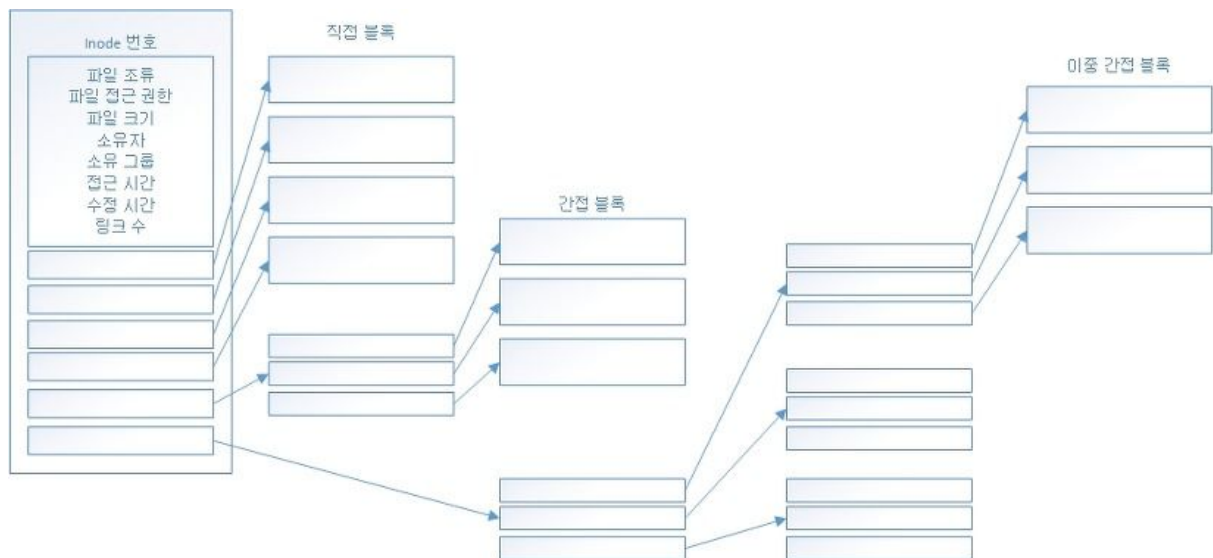 Inode 번호
파일 조류
파일 접근 권한
파일 크기
소유자
소유 그룹
접근 시간
수정 시간
링크 수
직접 블록
간접 블록
이중 간접 블록